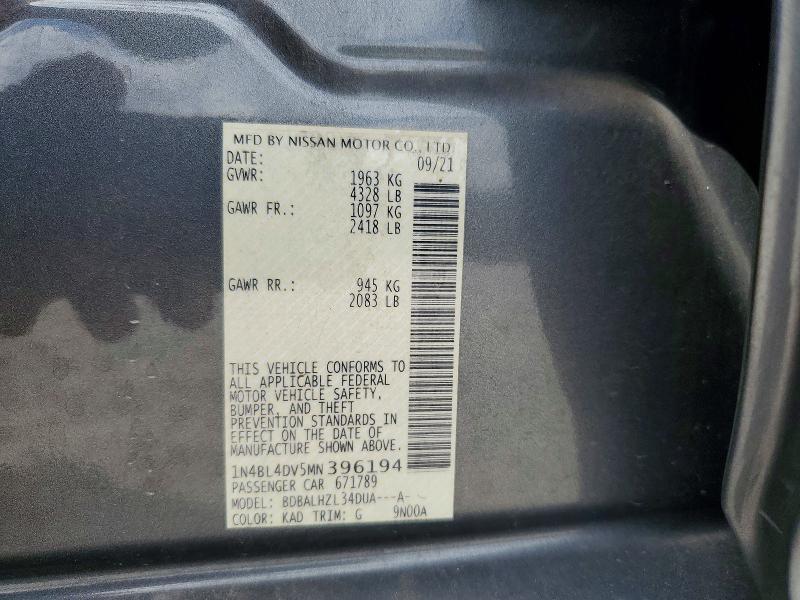 MFD BY NISSAN MOTOR CO., LTD
DATE: 09/21
GVWR: 1963 KG
4328 LB
GAWR FR.: 1097 KG
2418 LB
GAWR RR.: 945 KG
2083 LB
THIS VEHICLE CONFORMS TO
ALL APPLICABLE FEDERAL
MOTOR VEHICLE SAFETY,
BUMPER, AND THEFT
PREVENTION STANDARDS IN
EFFECT ON THE DATE OF
MANUFACTURE SHOWN ABOVE.
1N4BL4DV5MN396194
PASSENGER CAR 671789
MODEL: BDBALHZL34DUA---A-
COLOR: KAD TRIM: G 9N00A